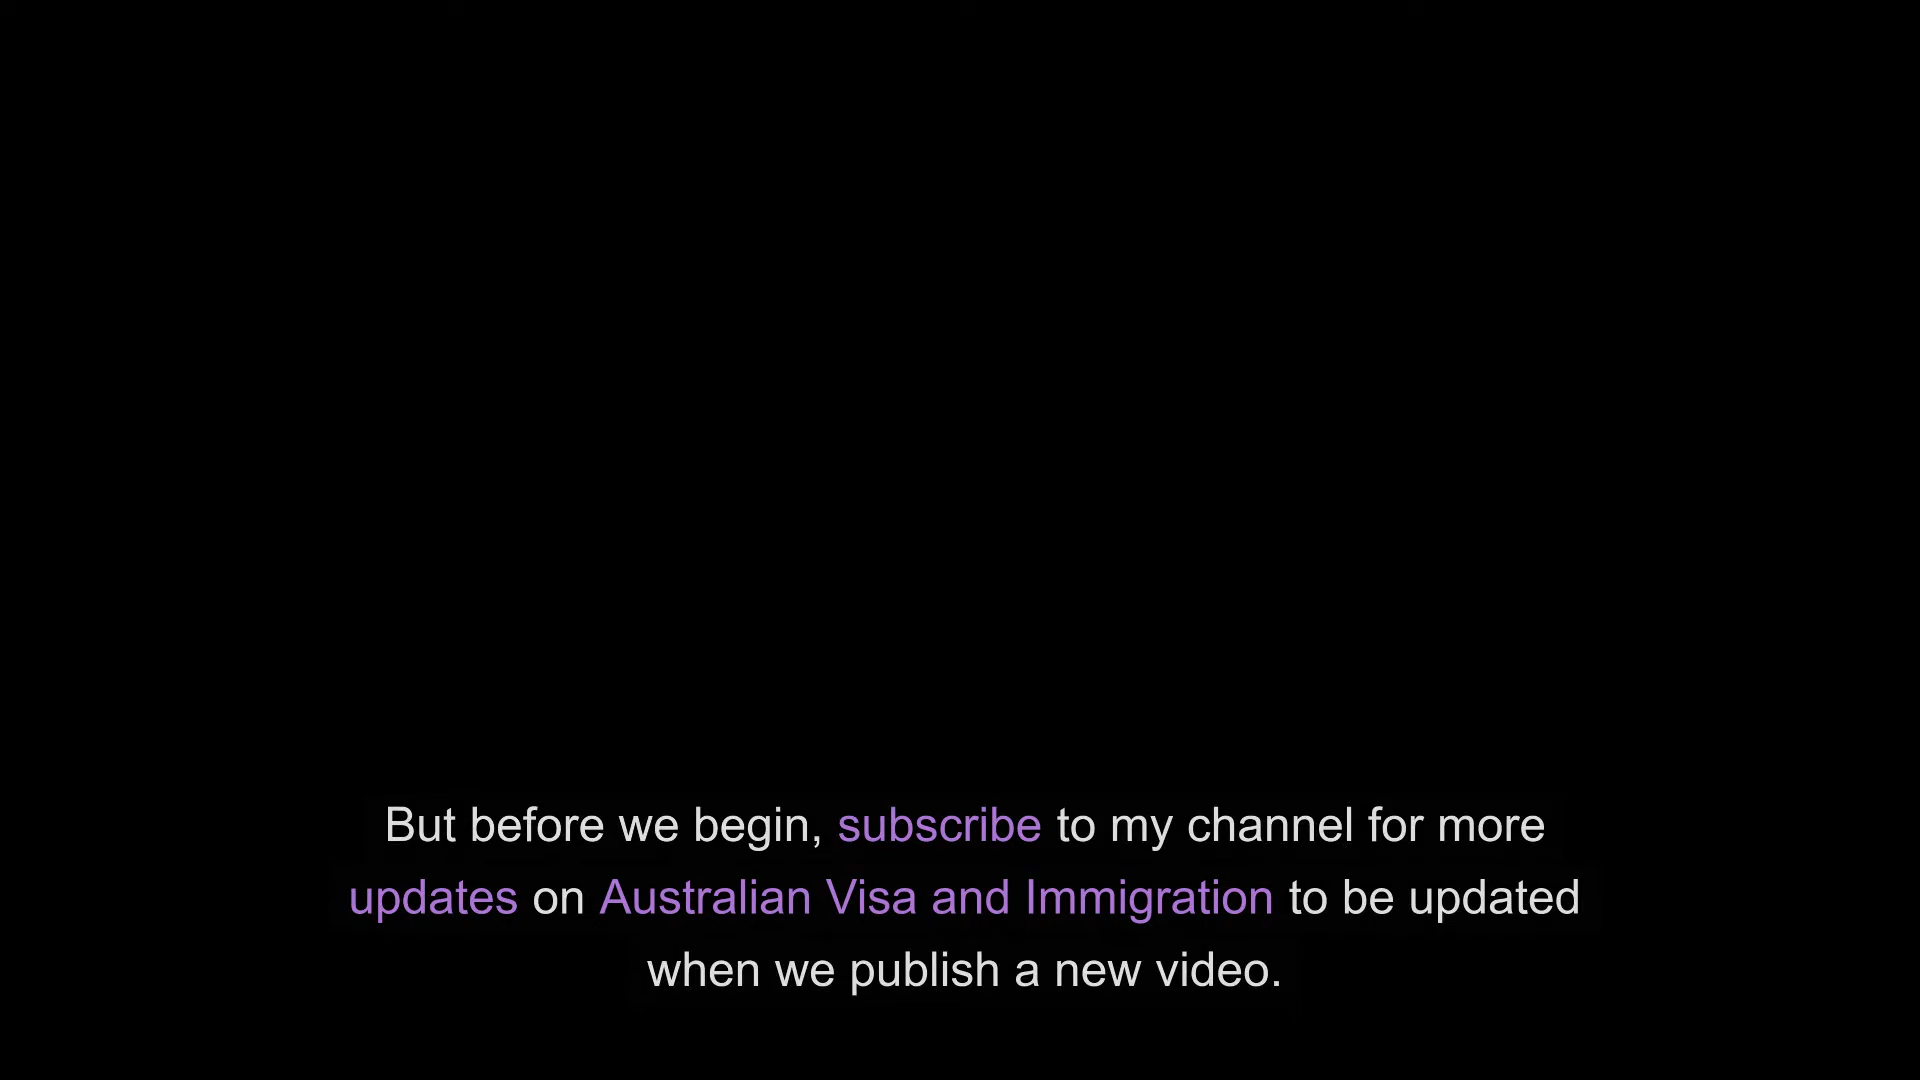 But before we begin, subscribe to my channel for more
updates on Australian Visa and Immigration to be updated
when we publish a new video.